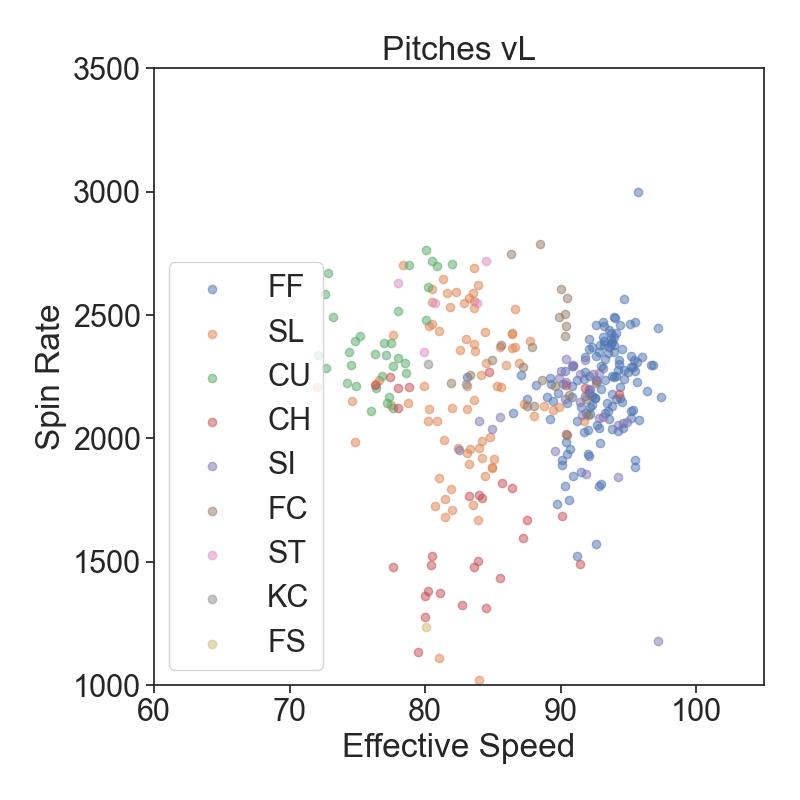 Pitches vL
3500
3000
2500
2000
1500
1000
Spin Rate
FF
SL
CU
CH
SI
FC
ST
KC
FS
60 70 80 90 100
Effective Speed